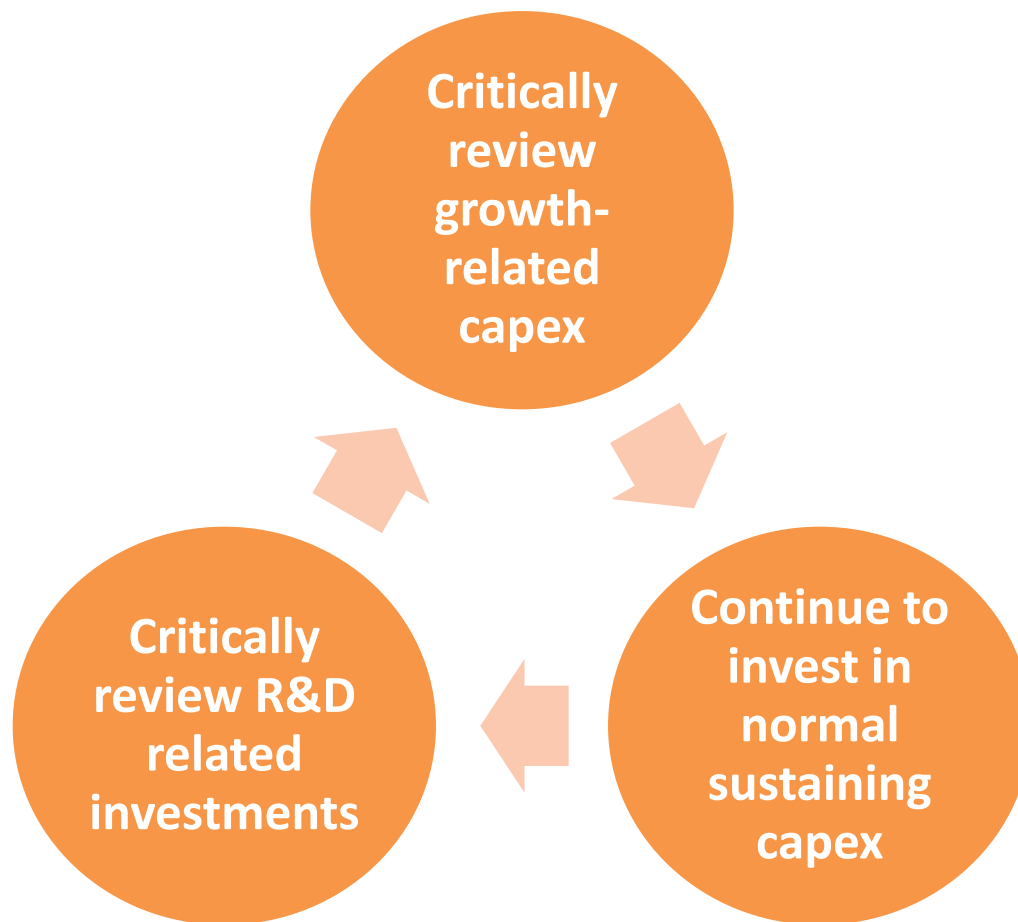 Critically
review
growth-
related
capex
Continue to
invest in
normal
sustaining
capex
Critically
review R&D
related
investments